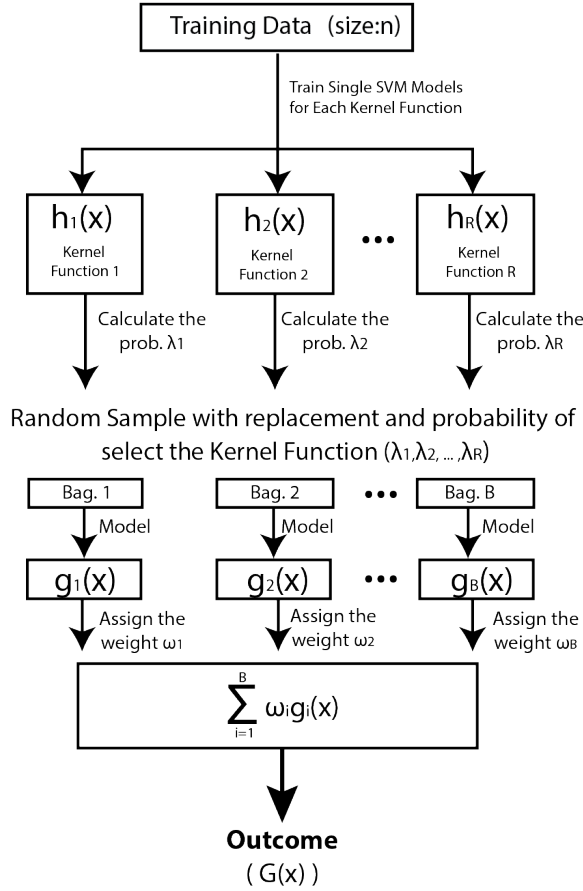 Training Data (size:n)
Train Single SVM Models
for Each Kernel Function
h1(x)
Kernel
Function 1
h2(x)
Kernel
Function 2
•••
hR(x)
Kernel
Function R
Calculate the
prob. λ1
Calculate the
prob. λ2
Calculate the
prob. λR
Random Sample with replacement and probability of
select the Kernel Function (λ1,λ2, ... ,λR)
Bag. 1
Bag. 2
•••
Bag. B
Model
Model
Model
g1(x)
g2(x)
•••
gB(x)
Assign the
weight ω1
Assign the
weight ω2
Assign the
weight ωB
B
∑ ωigi(x)
i=1
Outcome
( G(x) )